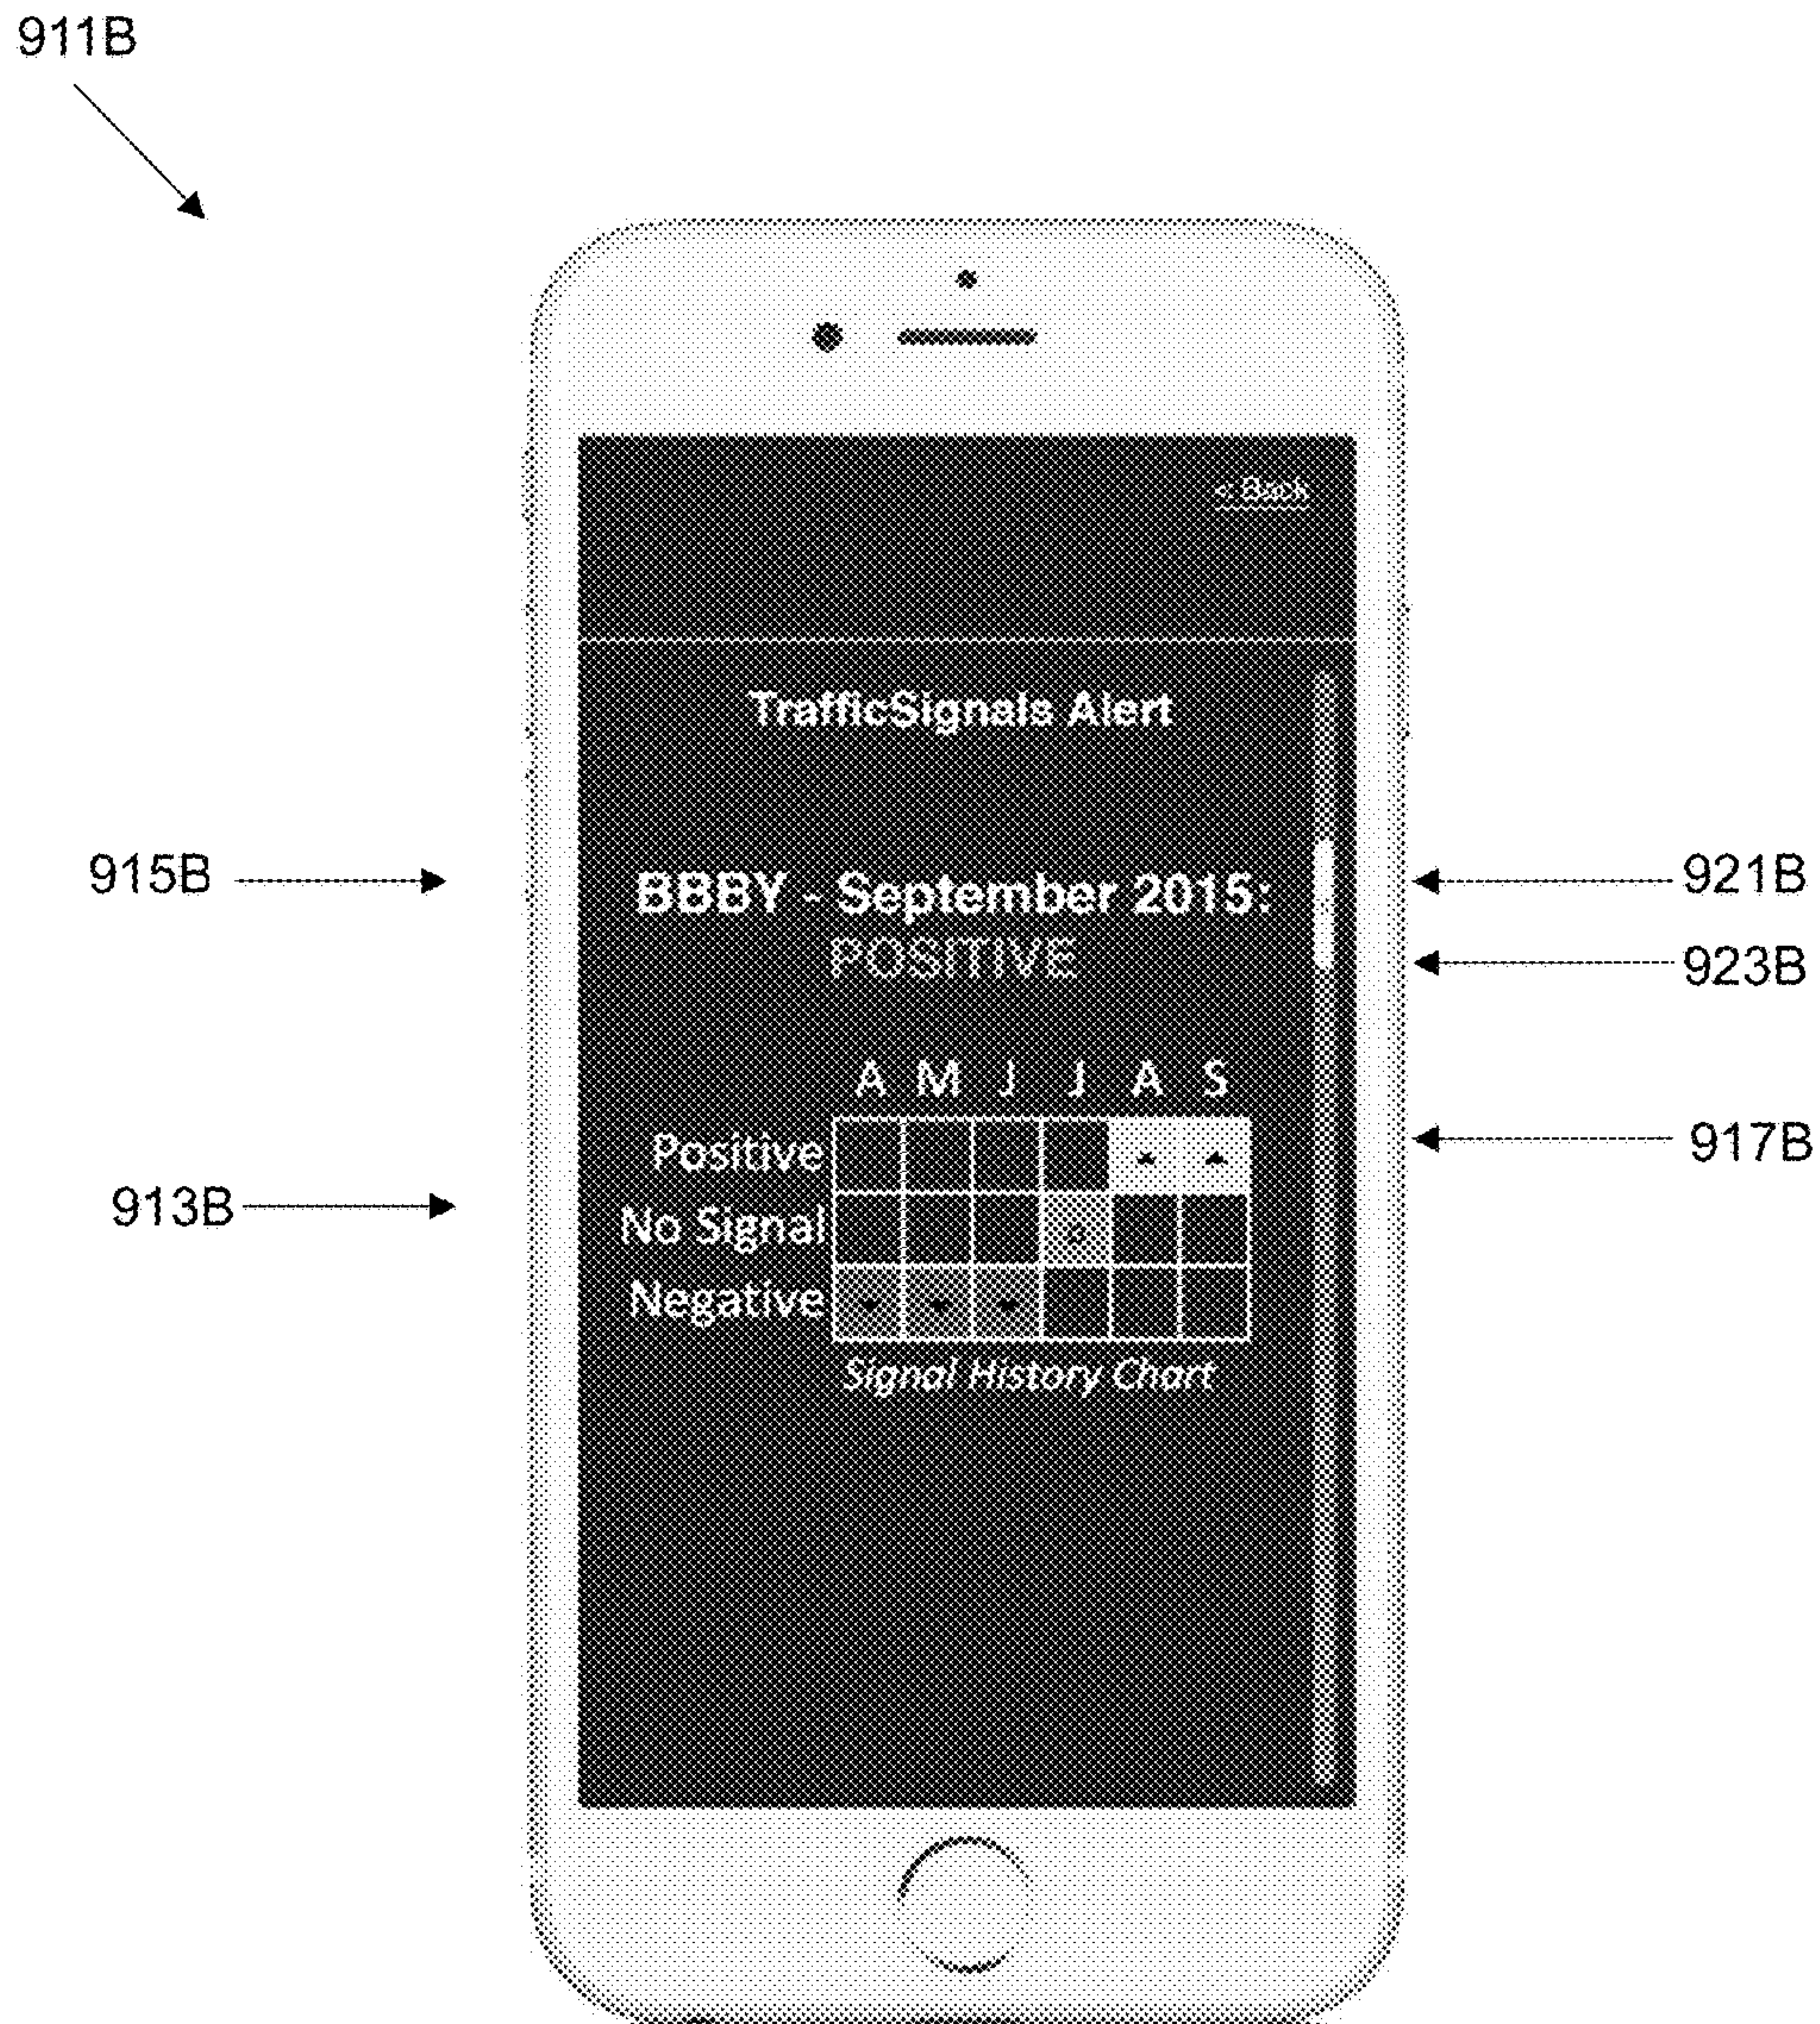 911B
< Back
TrafficSignals Alert
915B
BBBY - September 2015:
921B
POSITIVE
923B
A M J J A S
Positive
917B
913B
No Signal
Negative
Signal History Chart